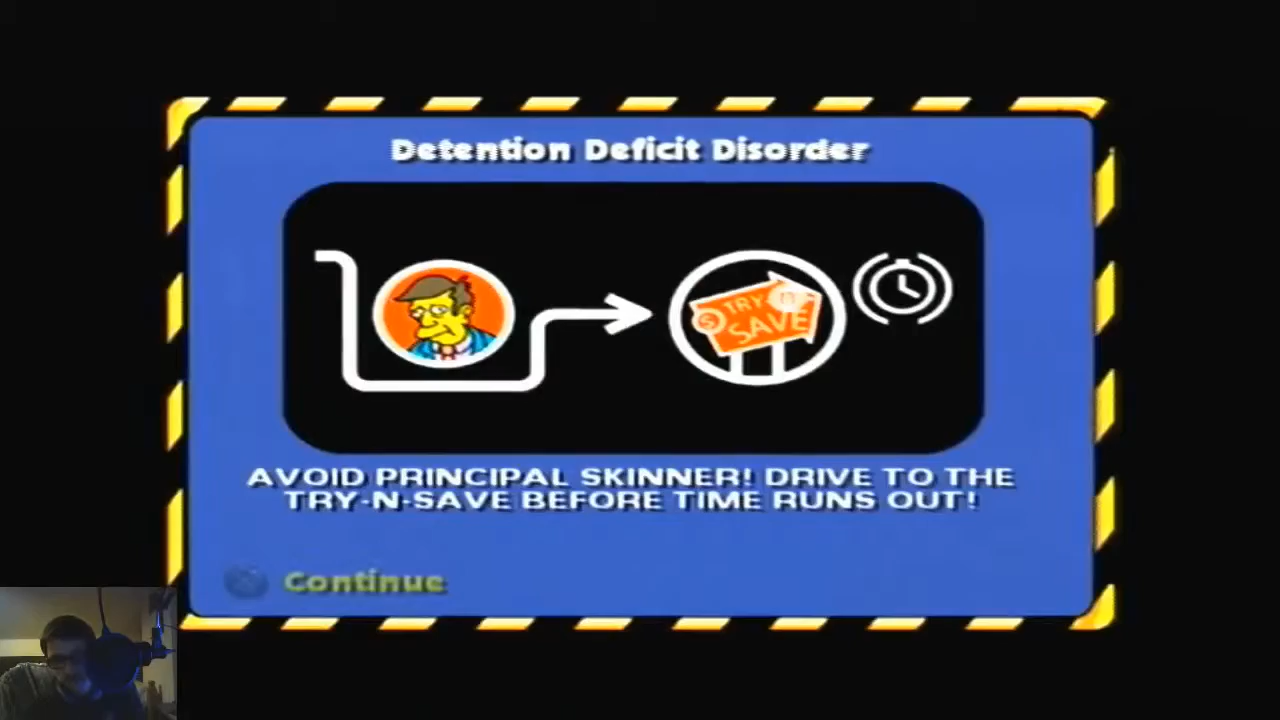 Detention Deficit Disorder
TRY-N
$ SAVE
AVOID PRINCIPAL SKINNER! DRIVE TO THE
TRY-N-SAVE BEFORE TIME RUNS OUT!
Continue